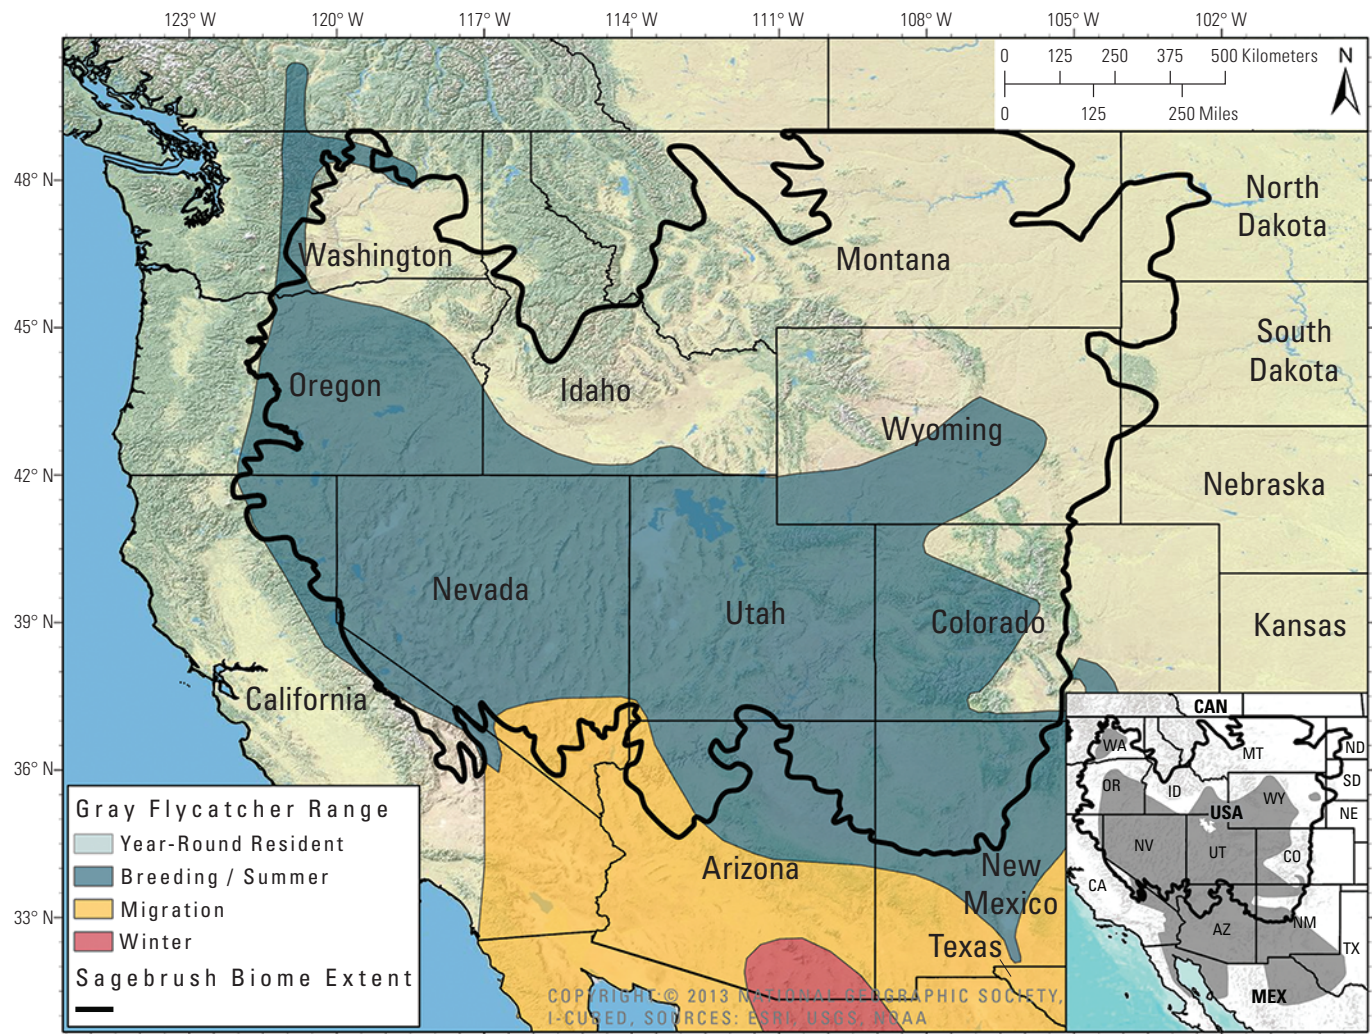 123° W 120° W 117° W 114° W 111° W 108° W 105° W 102° W
0 125 250 375 500 Kilometers
0 125 250 Miles
N
48° N
45° N
42° N
39° N
36° N
33° N
Washington
Montana
North
Dakota
South
Dakota
Oregon
Idaho
Wyoming
Nebraska
Nevada
Utah
Colorado
Kansas
California
Arizona
New
Mexico
Texas
Gray Flycatcher Range
Year-Round Resident
Breeding / Summer
Migration
Winter
Sagebrush Biome Extent
CAN
WA
MT
ND
OR
ID
WY
SD
USA
NE
NV
UT
CO
CA
AZ
NM
TX
MEX
COPYRIGHT © 2013 NATIONAL GEOGRAPHIC SOCIETY,
I-CUBED, SOURCES: ESRI, USGS, NOAA